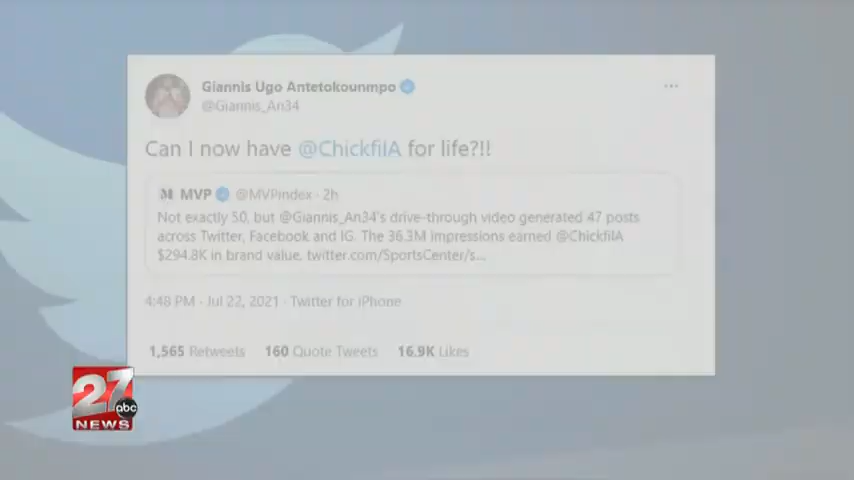 Giannis Ugo Antetokounmpo
@Giannis_An34
Can I now have @ChickfilA for life?!!
MVP @MVPindex · 2h
Not exactly 50, but @Giannis_An34's drive-through video generated 47 posts
across Twitter, Facebook and IG. The 36.3M impressions earned @ChickfilA
$294.8K in brand value. twitter.com/SportsCenter/s...
4:48 PM · Jul 22, 2021 · Twitter for iPhone
1,565 Retweets 160 Quote Tweets 16.9K Likes
27
abc
NEWS